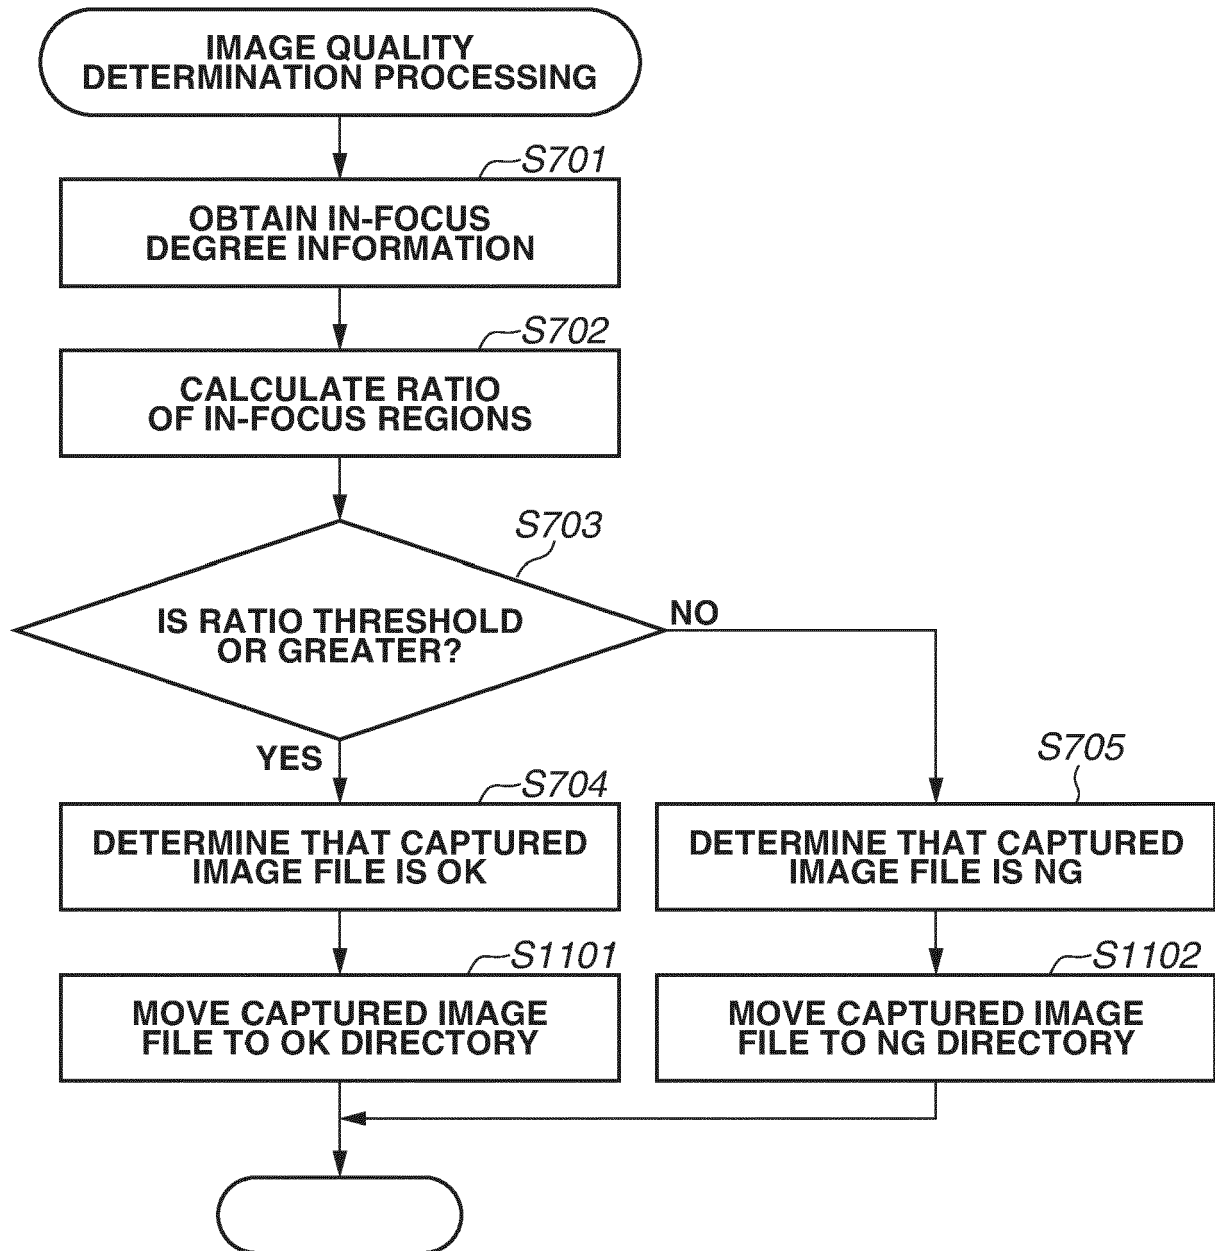 IMAGE QUALITY
DETERMINATION PROCESSING
S701
OBTAIN IN-FOCUS
DEGREE INFORMATION
S702
CALCULATE RATIO
OF IN-FOCUS REGIONS
S703
IS RATIO THRESHOLD
OR GREATER?
NO
YES
S704
DETERMINE THAT CAPTURED
IMAGE FILE IS OK
S705
DETERMINE THAT CAPTURED
IMAGE FILE IS NG
S1101
MOVE CAPTURED IMAGE
FILE TO OK DIRECTORY
S1102
MOVE CAPTURED IMAGE
FILE TO NG DIRECTORY